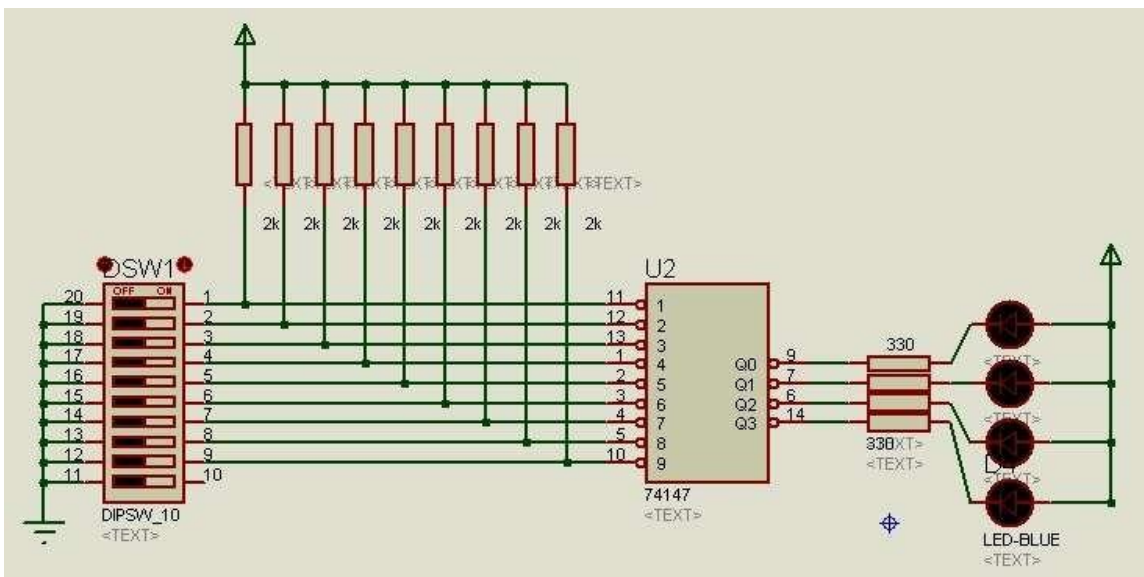 <TEXT>
2k 2k 2k 2k 2k 2k 2k 2k 2k
DSW1
OFF ON
20 1
19 2
18 3
17 4
16 5
15 6
14 7
13 8
12 9
11 10
DIPSW_10
<TEXT>
U2
11 1
12 2
13 3
1 4
2 5
3 6
4 7
5 8
10 9
Q0 9
Q1 7
Q2 6
Q3 14
74147
<TEXT>
330
330
<TEXT>
<TEXT>
<TEXT>
LED-BLUE
<TEXT>